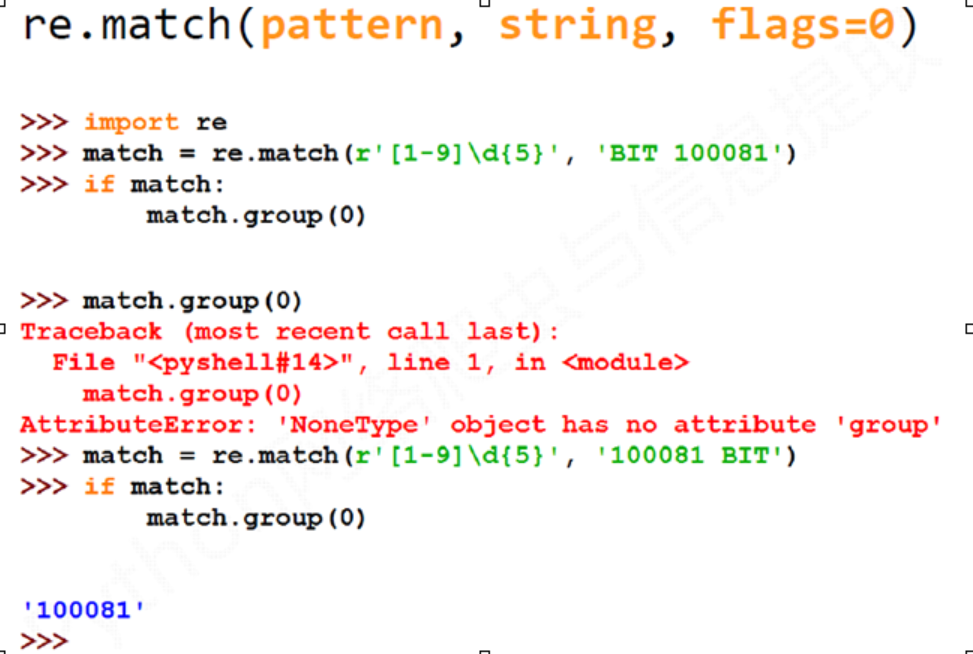 re.match(pattern, string, flags=0)
>>> import re
>>> match = re.match(r'[1-9]\d{5}', 'BIT 100081')
>>> if match:
        match.group(0)
>>> match.group(0)
Traceback (most recent call last):
  File "<pyshell#14>", line 1, in <module>
    match.group(0)
AttributeError: 'NoneType' object has no attribute 'group'
>>> match = re.match(r'[1-9]\d{5}', '100081 BIT')
>>> if match:
        match.group(0)
'100081'
>>>